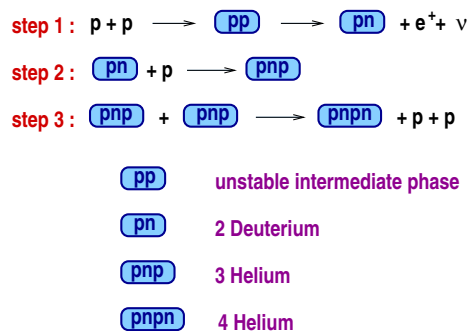 step 1 : p + p ⟶ pp ⟶ pn + e⁺ + ν
step 2 : pn + p ⟶ pnp
step 3 : pnp + pnp ⟶ pnpn + p + p
pp unstable intermediate phase
pn 2 Deuterium
pnp 3 Helium
pnpn 4 Helium